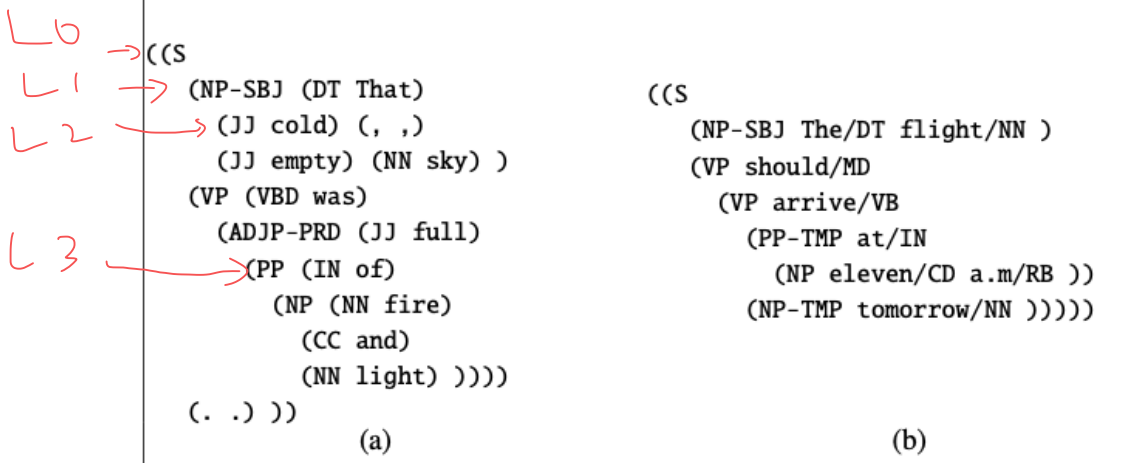 L0
((S
L1
(NP-SBJ (DT That)
L2
(JJ cold) (, ,)
(JJ empty) (NN sky) )
(VP (VBD was)
(ADJP-PRD (JJ full)
L3
(PP (IN of)
(NP (NN fire)
(CC and)
(NN light) ))))
(. .) ))
(a)
((S
(NP-SBJ The/DT flight/NN )
(VP should/MD
(VP arrive/VB
(PP-TMP at/IN
(NP eleven/CD a.m/RB ))
(NP-TMP tomorrow/NN )))))
(b)